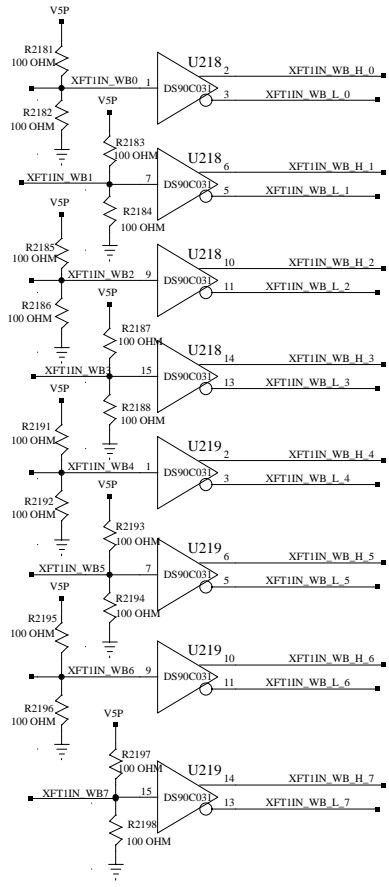 V5P
R2181
100 OHM
U218
XFT1IN_WB0
1
DS90C031
2
XFT1IN_WB_H_0
3
XFT1IN_WB_L_0
R2182
100 OHM
V5P
R2183
100 OHM
U218
XFT1IN_WB1
7
DS90C031
6
XFT1IN_WB_H_1
5
XFT1IN_WB_L_1
R2184
100 OHM
V5P
R2185
100 OHM
U218
XFT1IN_WB2
9
DS90C031
10
XFT1IN_WB_H_2
11
XFT1IN_WB_L_2
R2186
100 OHM
V5P
R2187
100 OHM
U218
XFT1IN_WB3
15
DS90C031
14
XFT1IN_WB_H_3
13
XFT1IN_WB_L_3
R2188
100 OHM
V5P
R2191
100 OHM
U219
XFT1IN_WB4
1
DS90C031
2
XFT1IN_WB_H_4
3
XFT1IN_WB_L_4
R2192
100 OHM
V5P
R2193
100 OHM
U219
XFT1IN_WB5
7
DS90C031
6
XFT1IN_WB_H_5
5
XFT1IN_WB_L_5
R2194
100 OHM
V5P
R2195
100 OHM
U219
XFT1IN_WB6
9
DS90C031
10
XFT1IN_WB_H_6
11
XFT1IN_WB_L_6
R2196
100 OHM
V5P
R2197
100 OHM
U219
XFT1IN_WB7
15
DS90C031
14
XFT1IN_WB_H_7
13
XFT1IN_WB_L_7
R2198
100 OHM